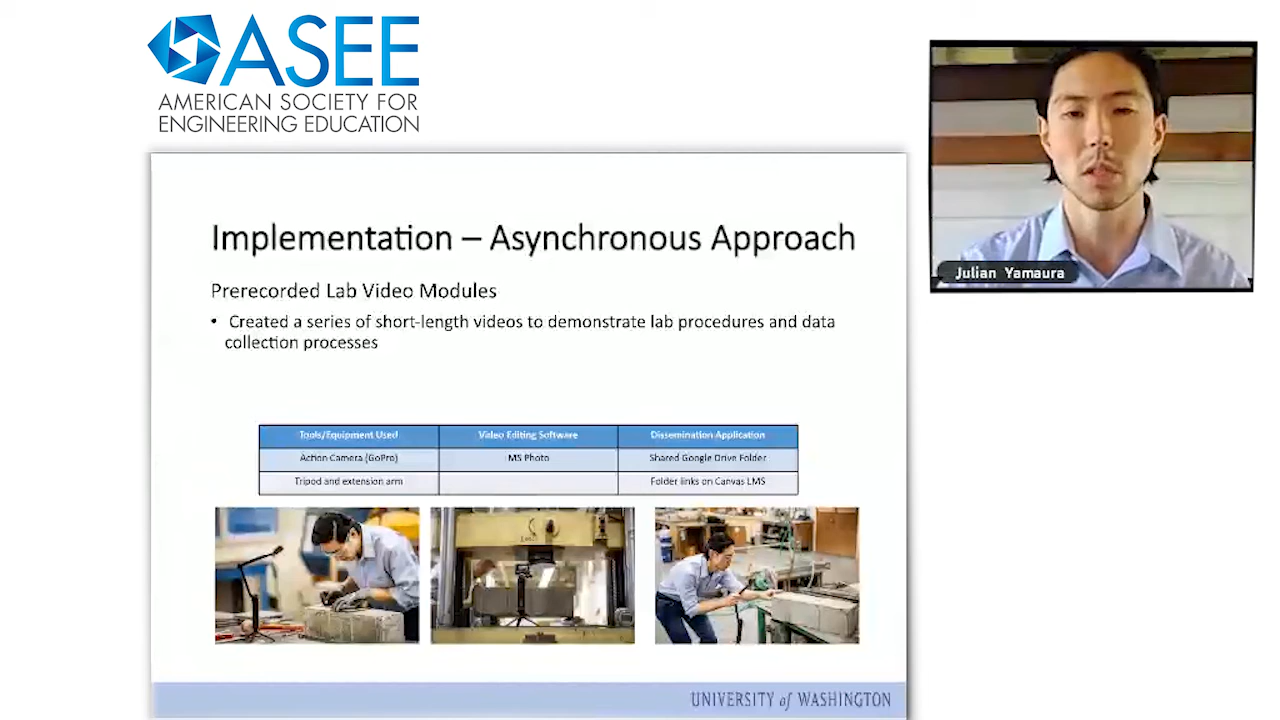 ASEE
AMERICAN SOCIETY FOR
ENGINEERING EDUCATION
Julian Yamaura
Implementation – Asynchronous Approach
Prerecorded Lab Video Modules
• Created a series of short-length videos to demonstrate lab procedures and data
collection processes
Tools/Equipment Used Video Editing Software Dissemination Application
Action Camera (GoPro) MS Photo Shared Google Drive Folder
Tripod and extension arm Folder links on Canvas LMS
UNIVERSITY of WASHINGTON